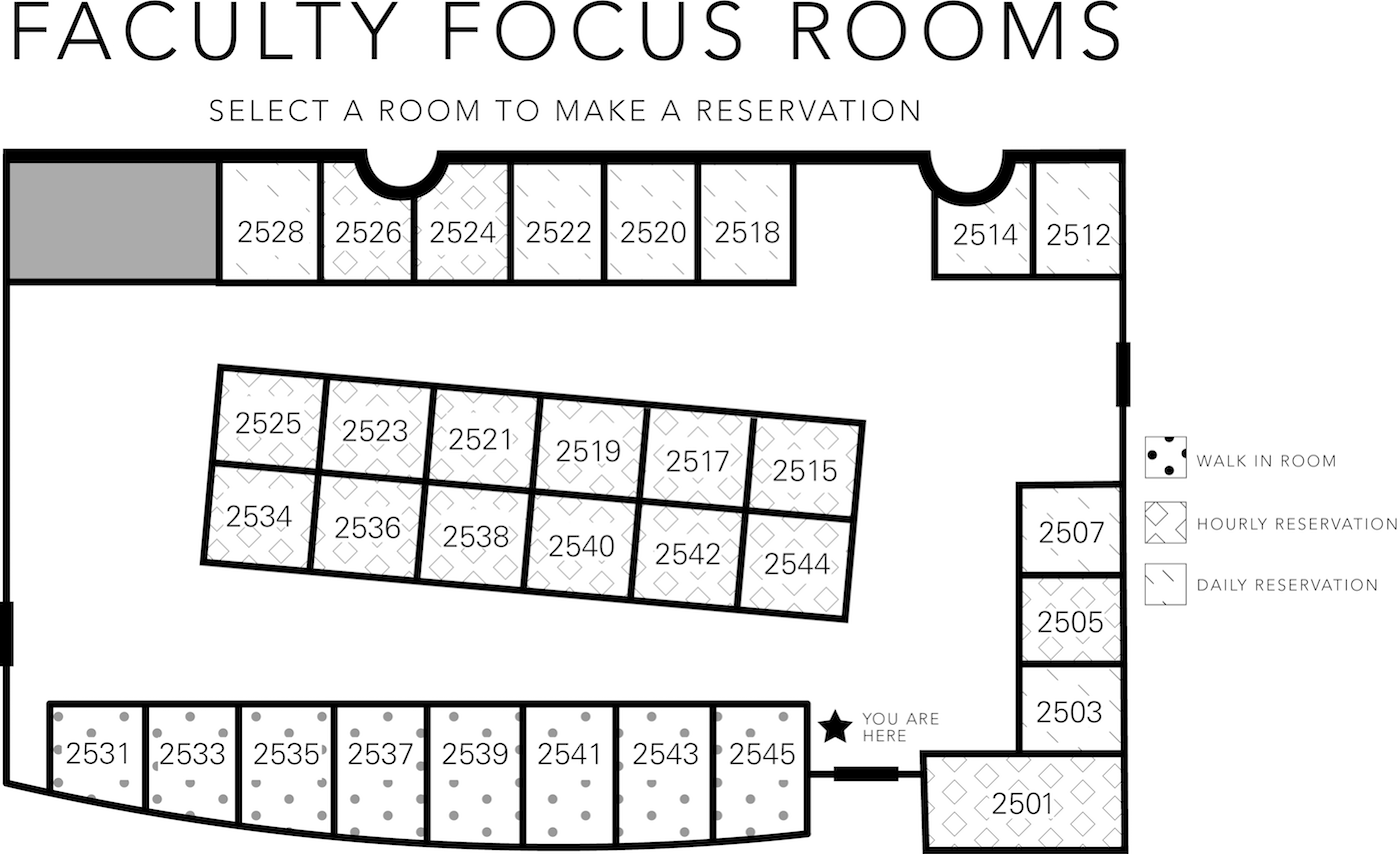 FACULTY FOCUS ROOMS
SELECT A ROOM TO MAKE A RESERVATION
2528 2526 2524 2522 2520 2518 2514 2512
2525 2523 2521 2519 2517 2515
2534 2536 2538 2540 2542 2544
WALK IN ROOM
HOURLY RESERVATION
DAILY RESERVATION
2507
2505
2503
2531 2533 2535 2537 2539 2541 2543 2545
YOU ARE
HERE
2501